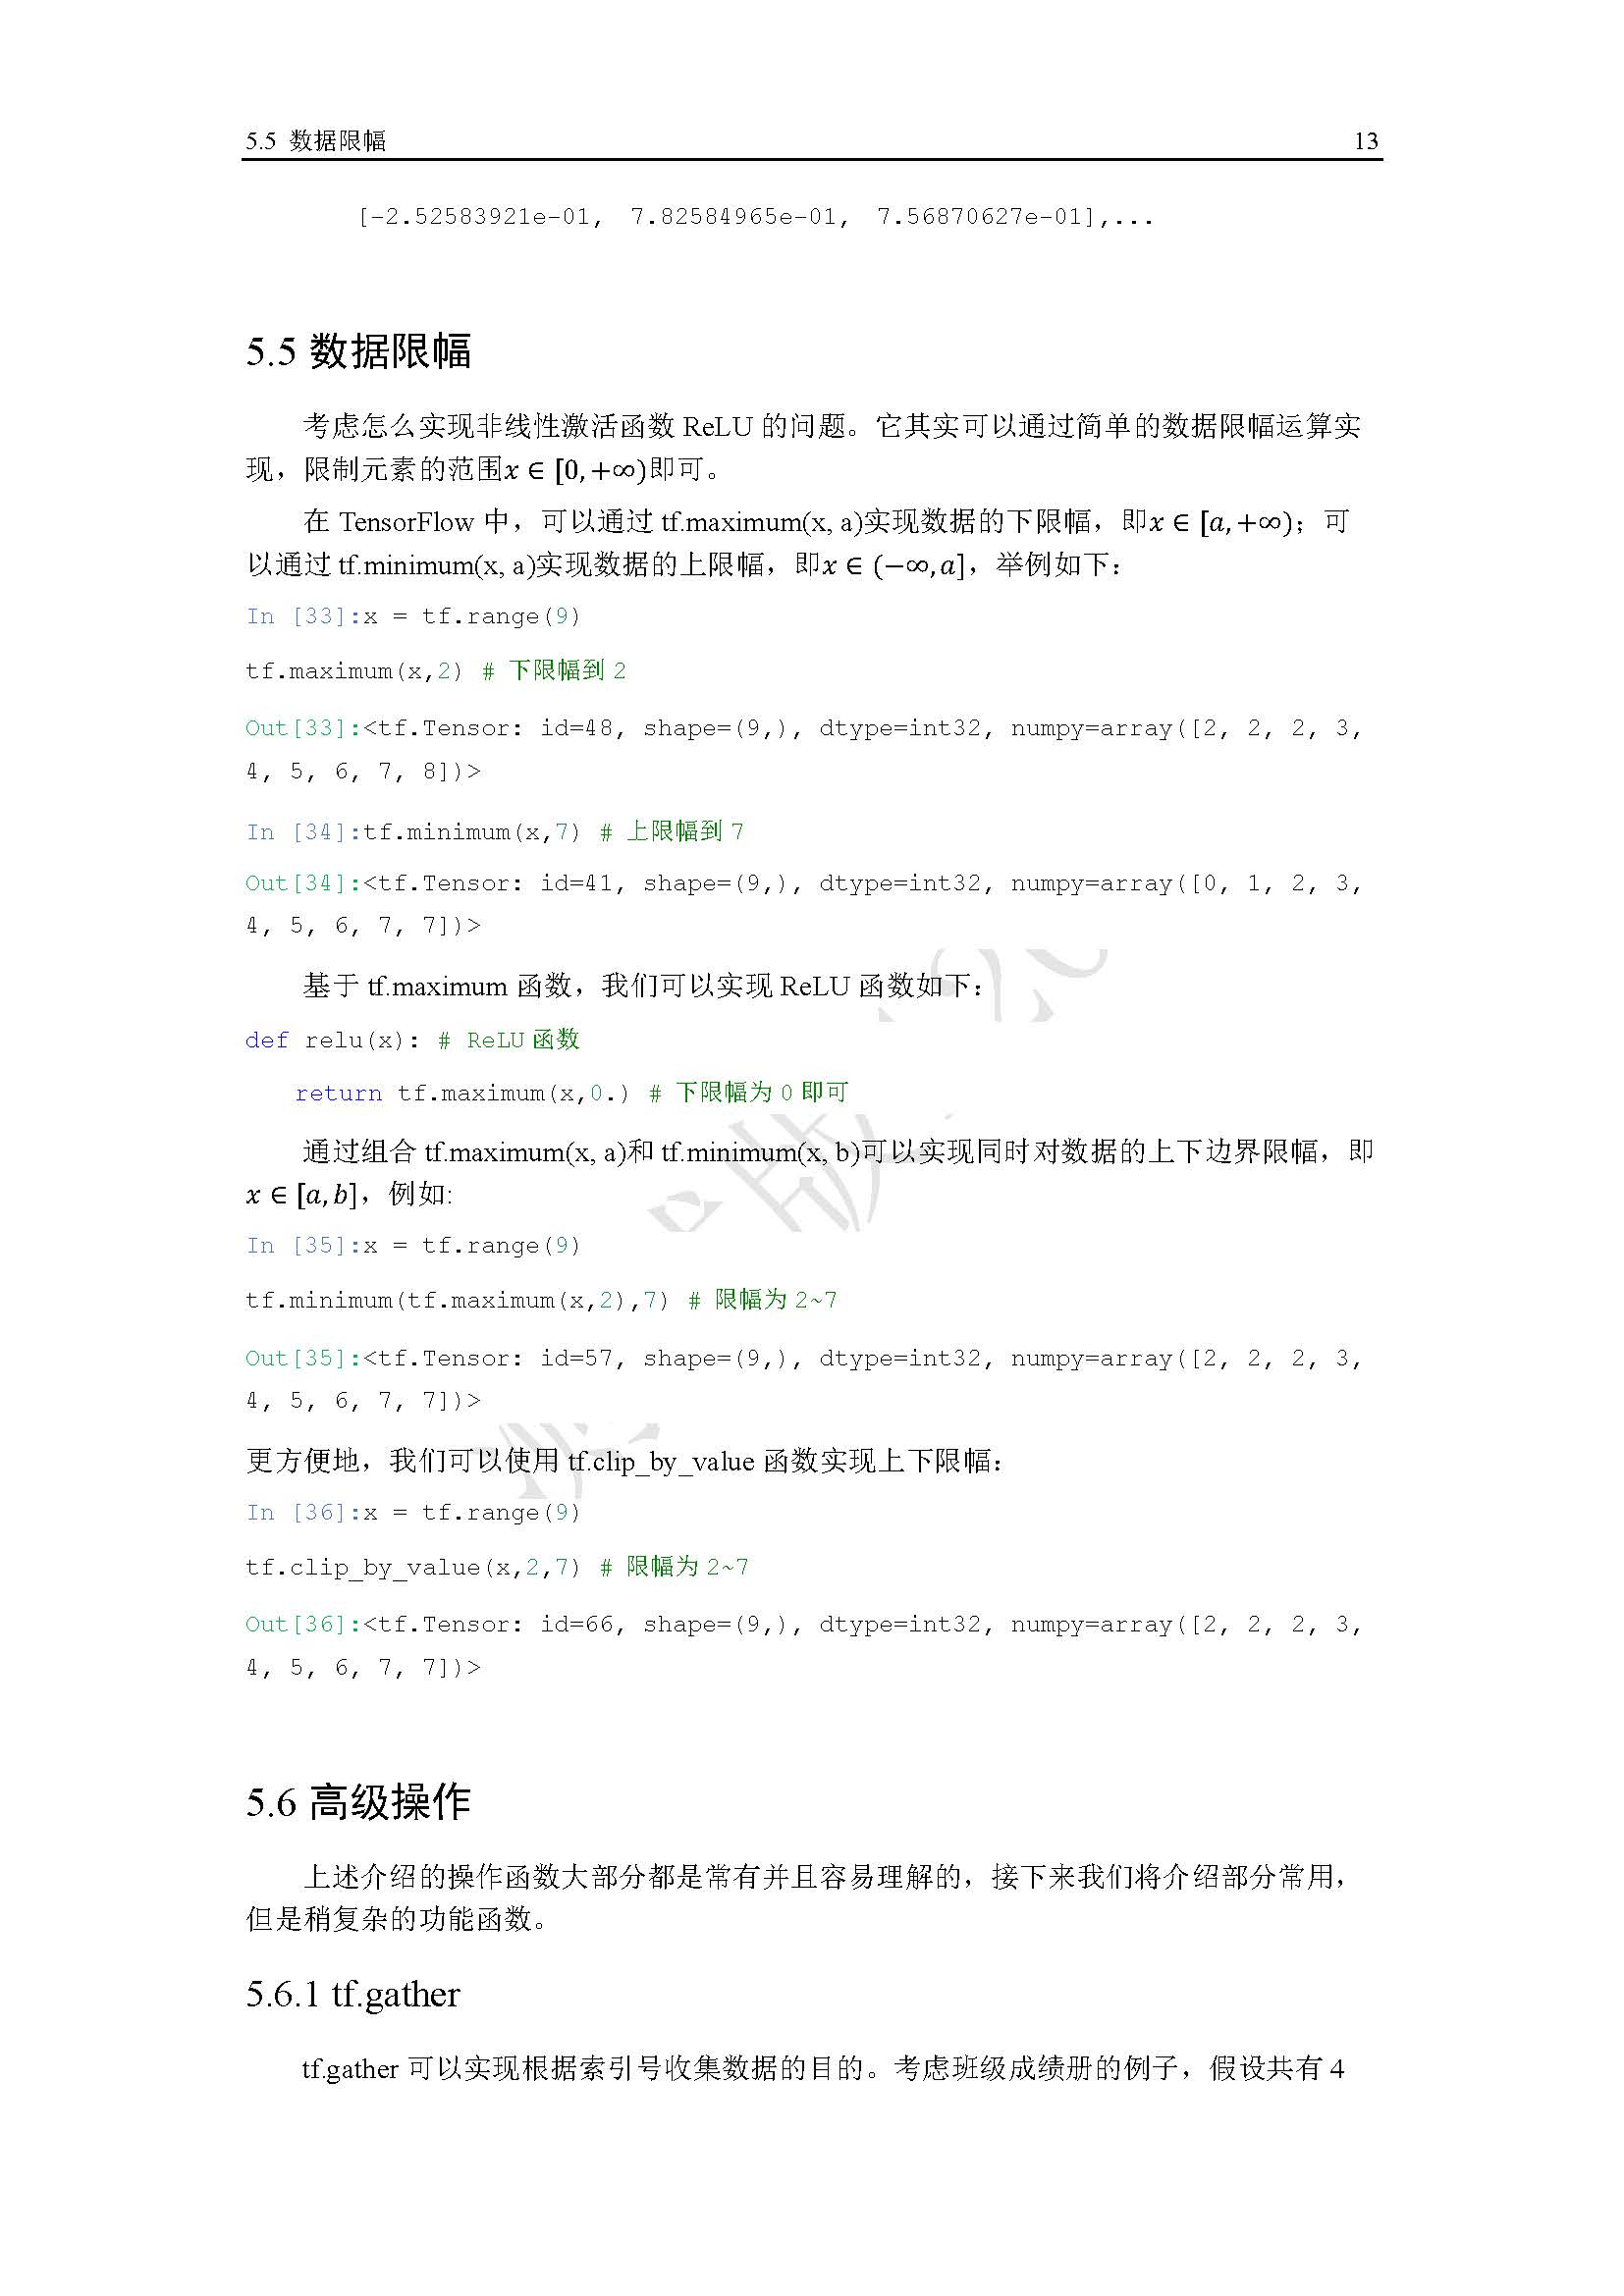 5.5 数据限幅 13
[-2.52583921e-01, 7.82584965e-01, 7.56870627e-01],...
5.5 数据限幅
考虑怎么实现非线性激活函数 ReLU 的问题。它其实可以通过简单的数据限幅运算实
现，限制元素的范围x ∈ [0, +∞)即可。
在 TensorFlow 中，可以通过 tf.maximum(x, a)实现数据的下限幅，即x ∈ [a, +∞)；可
以通过 tf.minimum(x, a)实现数据的上限幅，即x ∈ (−∞, a]，举例如下：
In [33]:x = tf.range(9)
tf.maximum(x,2) # 下限幅到 2
Out[33]:<tf.Tensor: id=48, shape=(9,), dtype=int32, numpy=array([2, 2, 2, 3,
4, 5, 6, 7, 8])>
In [34]:tf.minimum(x,7) # 上限幅到 7
Out[34]:<tf.Tensor: id=41, shape=(9,), dtype=int32, numpy=array([0, 1, 2, 3,
4, 5, 6, 7, 7])>
基于 tf.maximum 函数，我们可以实现 ReLU 函数如下：
def relu(x): # ReLU 函数
return tf.maximum(x,0.) # 下限幅为 0 即可
通过组合 tf.maximum(x, a)和 tf.minimum(x, b)可以实现同时对数据的上下边界限幅，即
x ∈ [a, b]，例如:
In [35]:x = tf.range(9)
tf.minimum(tf.maximum(x,2),7) # 限幅为 2~7
Out[35]:<tf.Tensor: id=57, shape=(9,), dtype=int32, numpy=array([2, 2, 2, 3,
4, 5, 6, 7, 7])>
更方便地，我们可以使用 tf.clip_by_value 函数实现上下限幅：
In [36]:x = tf.range(9)
tf.clip_by_value(x,2,7) # 限幅为 2~7
Out[36]:<tf.Tensor: id=66, shape=(9,), dtype=int32, numpy=array([2, 2, 2, 3,
4, 5, 6, 7, 7])>
5.6 高级操作
上述介绍的操作函数大部分都是常有并且容易理解的，接下来我们将介绍部分常用，
但是稍复杂的功能函数。
5.6.1 tf.gather
tf.gather 可以实现根据索引号收集数据的目的。考虑班级成绩册的例子，假设共有 4